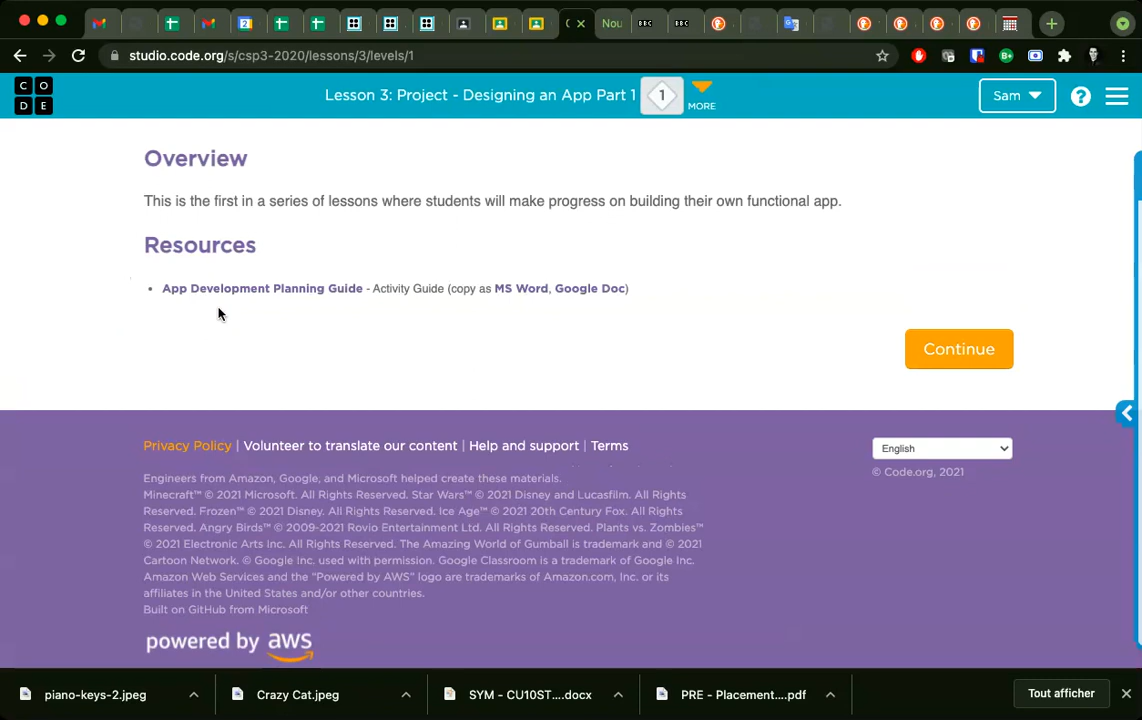 Nou
BBC
BBC
studio.code.org/s/csp3-2020/lessons/3/levels/1
C O
D E
Lesson 3: Project - Designing an App Part 1
1
MORE
Sam
Overview
This is the first in a series of lessons where students will make progress on building their own functional app.
Resources
• App Development Planning Guide - Activity Guide (copy as MS Word, Google Doc)
Continue
Privacy Policy | Volunteer to translate our content | Help and support | Terms
English
© Code.org, 2021
Engineers from Amazon, Google, and Microsoft helped create these materials.
Minecraft™ © 2021 Microsoft. All Rights Reserved. Star Wars™ © 2021 Disney and Lucasfilm. All Rights
Reserved. Frozen™ © 2021 Disney. All Rights Reserved. Ice Age™ © 2021 20th Century Fox. All Rights
Reserved. Angry Birds™ © 2009-2021 Rovio Entertainment Ltd. All Rights Reserved. Plants vs. Zombies™
© 2021 Electronic Arts Inc. All Rights Reserved. The Amazing World of Gumball is trademark and © 2021
Cartoon Network. © Google Inc. used with permission. Google Classroom is a trademark of Google Inc.
Amazon Web Services and the "Powered by AWS" logo are trademarks of Amazon.com, Inc. or its
affiliates in the United States and/or other countries.
Built on GitHub from Microsoft
powered by aws
piano-keys-2.jpeg
Crazy Cat.jpeg
SYM - CU10ST....docx
PRE - Placement....pdf
Tout afficher